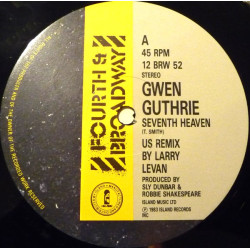 FOURTH &
BROADWAY
A
45 RPM
12 BRW 52
STEREO
GWEN
GUTHRIE
SEVENTH HEAVEN
(T. SMITH)
US REMIX
BY LARRY
LEVAN
PRODUCED BY
SLY DUNBAR &
ROBBIE SHAKESPEARE
ISLAND MUSIC LTD
℗ 1983 ISLAND RECORDS
INC.